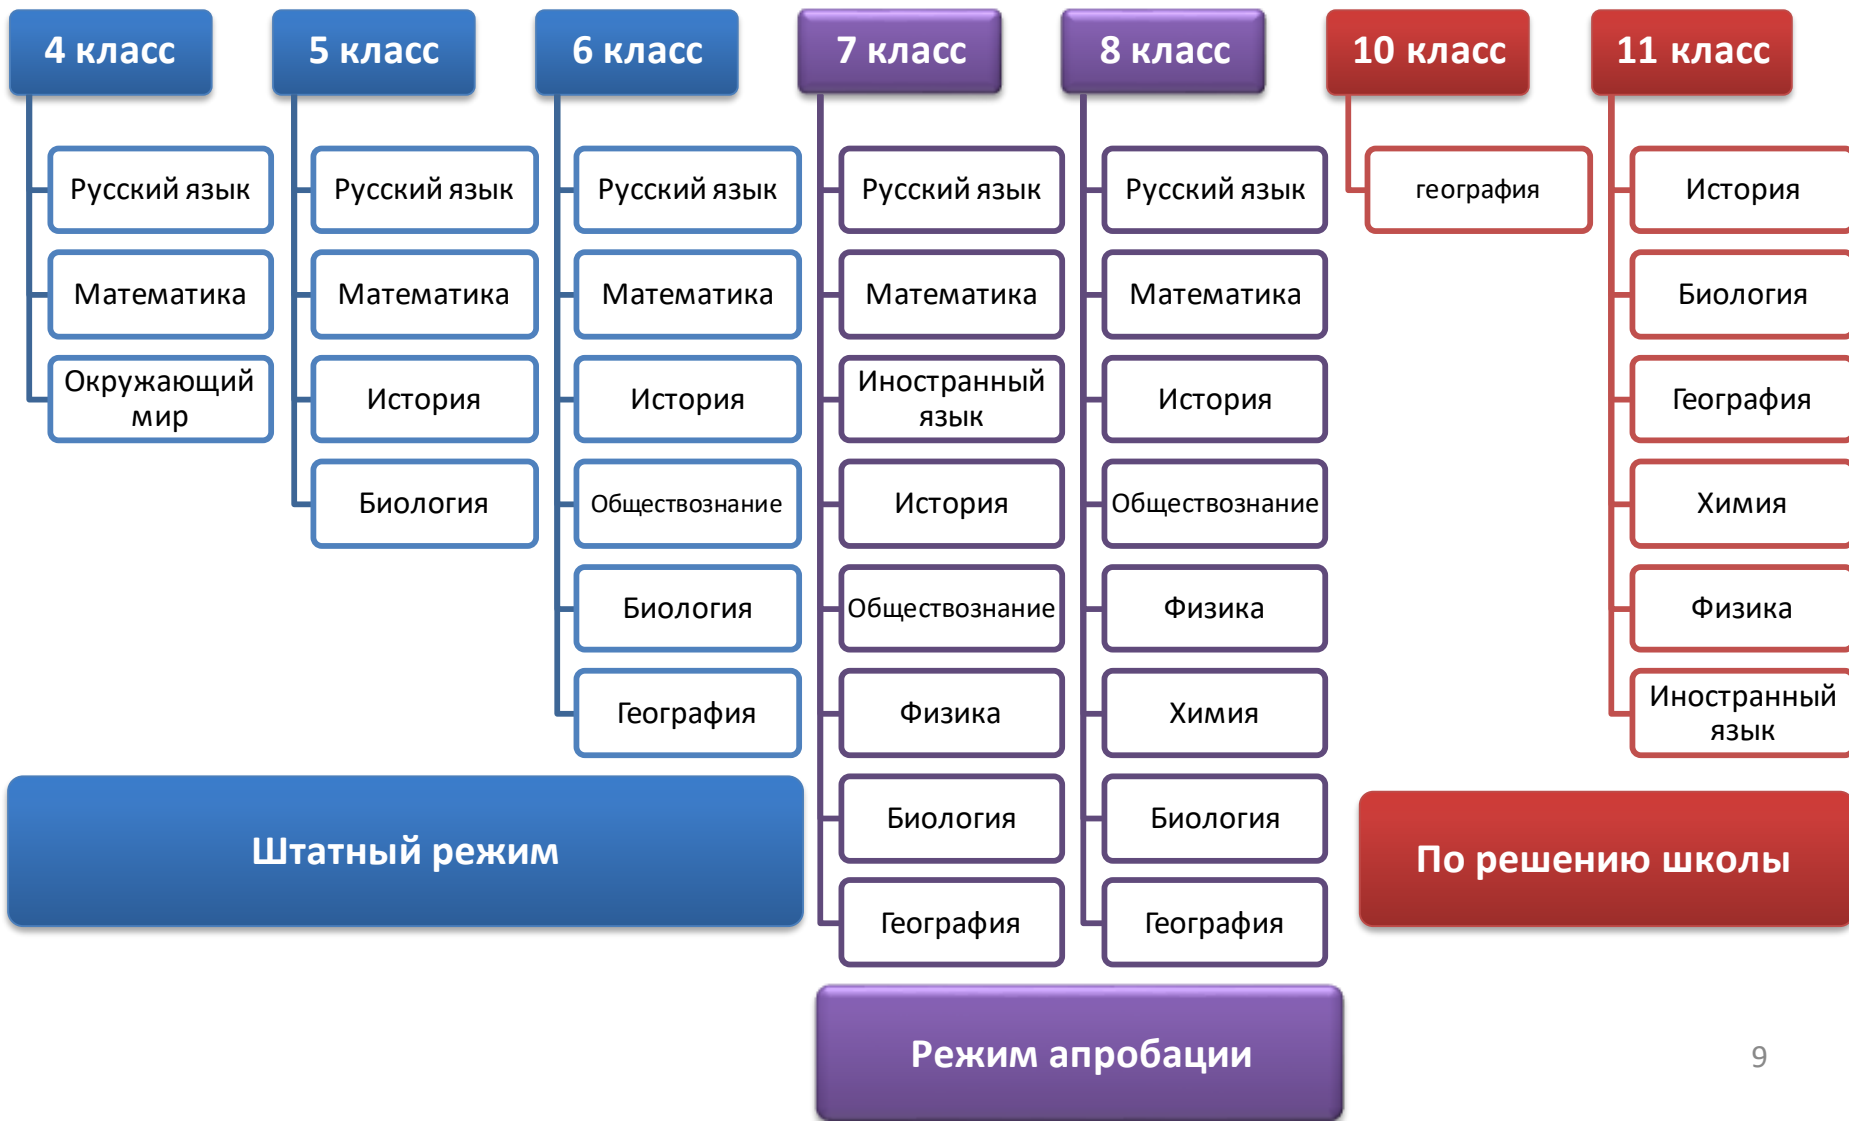 4 класс
Русский язык
Математика
Окружающий
мир
5 класс
Русский язык
Математика
История
Биология
6 класс
Русский язык
Математика
История
Обществознание
Биология
География
Штатный режим
7 класс
Русский язык
Математика
Иностранный
язык
История
Обществознание
Физика
Биология
География
8 класс
Русский язык
Математика
История
Обществознание
Физика
Химия
Биология
География
Режим апробации
10 класс
география
11 класс
История
Биология
География
Химия
Физика
Иностранный
язык
По решению школы
9